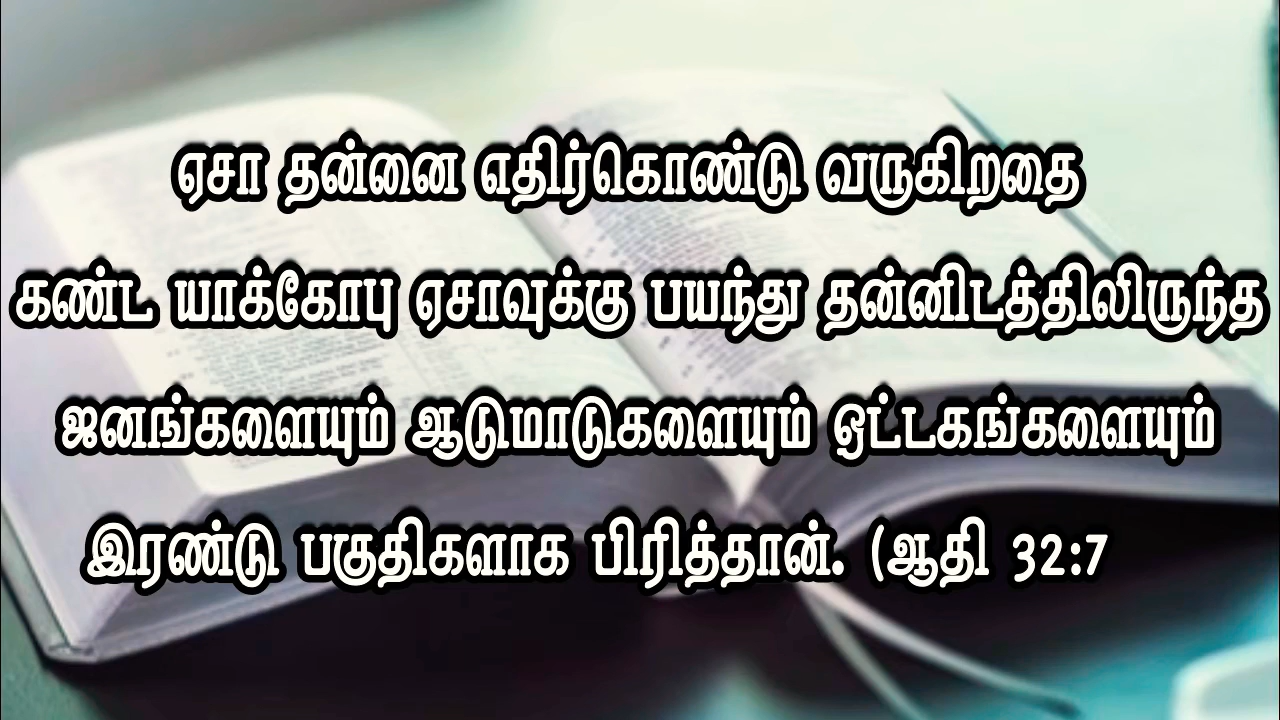 ஏசா தன்னை எதிர்கொண்டு வருகிறதை
கண்ட யாக்கோபு ஏசாவுக்கு பயந்து தன்னிடத்திலிருந்த
ஜனங்களையும் ஆடுமாடுகளையும் ஒட்டகங்களையும்
இரண்டு பகுதிகளாக பிரித்தான். (ஆதி 32:7